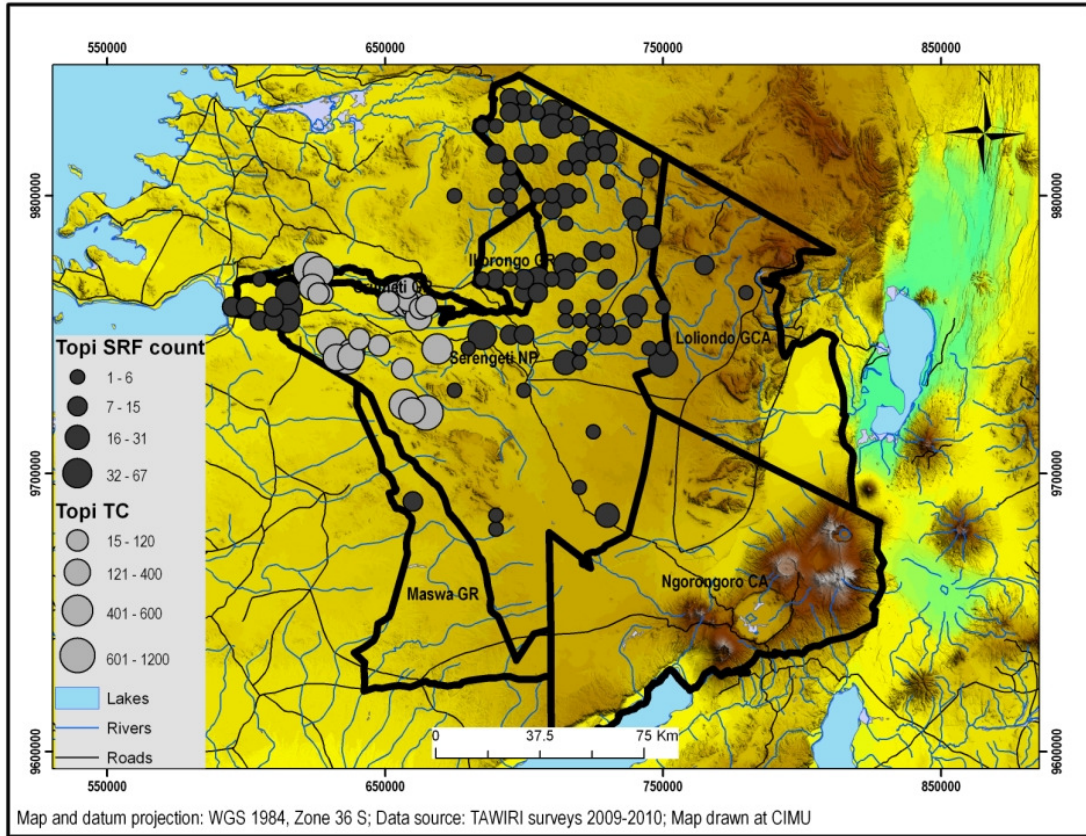 550000 650000 750000 850000
N
9800000 9800000
Ikorongo GR
Topi SRF count
1 - 6
7 - 15
16 - 31
32 - 67
Serengeti NP
Loliondo GCA
9700000 9700000
Topi TC
15 - 120
121 - 400
401 - 600
601 - 1200
Ngorongoro CA
Maswa GR
Lakes
Rivers
Roads
0 37.5 75 Km
9600000 9600000
550000 650000 750000 850000
Map and datum projection: WGS 1984, Zone 36 S; Data source: TAWIRI surveys 2009-2010; Map drawn at CIMU